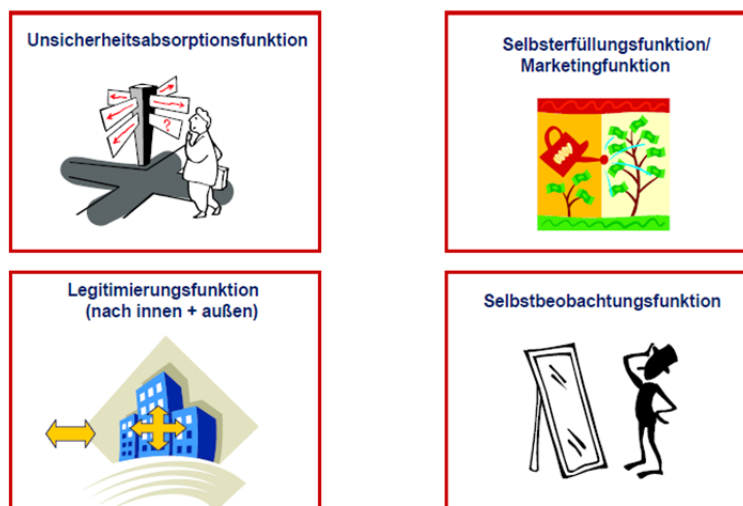 Unsicherheitsabsorptionsfunktion
?
Selbsterfüllungsfunktion/
Marketingfunktion
Legitimierungsfunktion
(nach innen + außen)
Selbstbeobachtungsfunktion